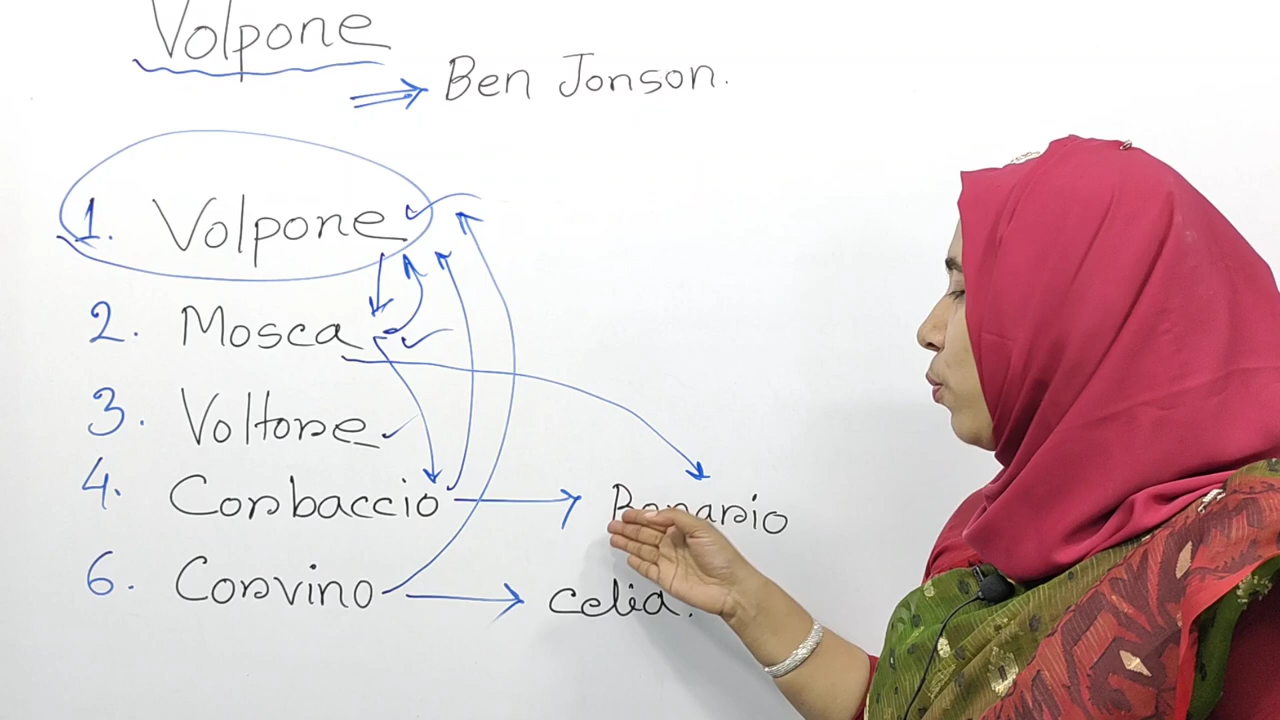 Volpone
Ben Jonson.
1. Volpone
2. Mosca
3. Voltore
4. Corbaccio Bonario
6. Corvino Celia.